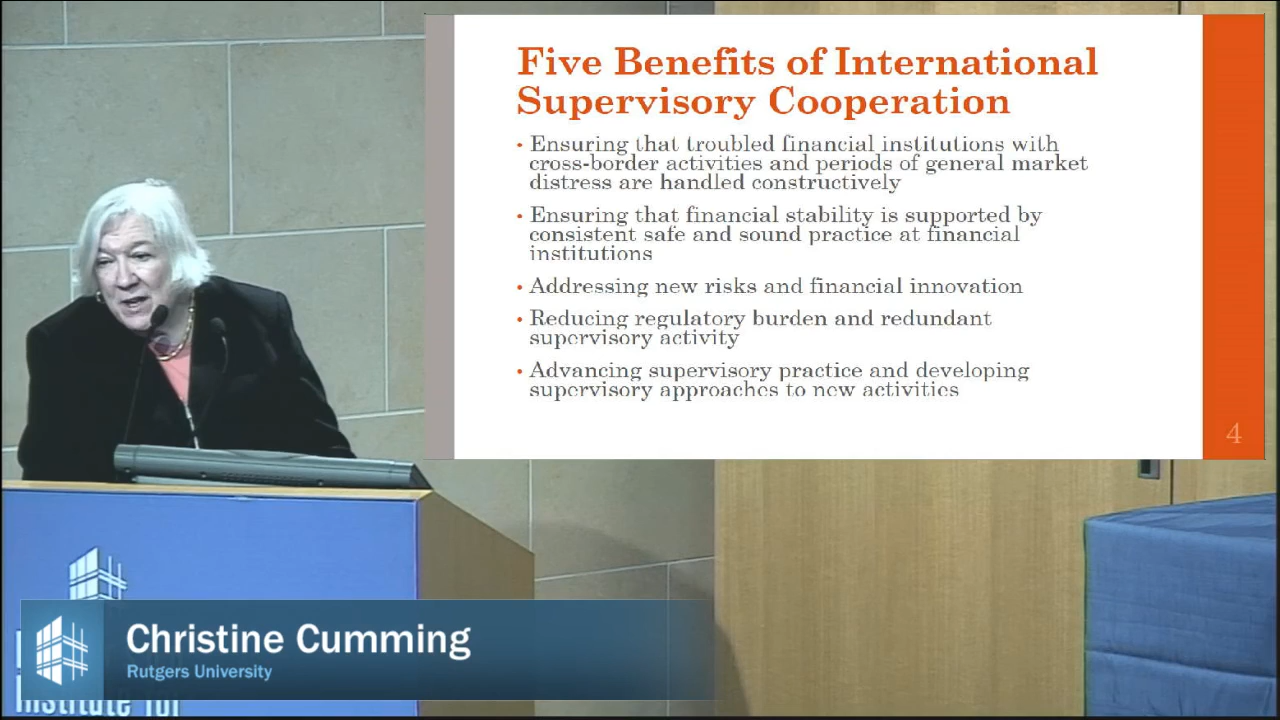 Five Benefits of International
Supervisory Cooperation
• Ensuring that troubled financial institutions with
cross-border activities and periods of general market
distress are handled constructively
• Ensuring that financial stability is supported by
consistent safe and sound practice at financial
institutions
• Addressing new risks and financial innovation
• Reducing regulatory burden and redundant
supervisory activity
• Advancing supervisory practice and developing
supervisory approaches to new activities
4
Christine Cumming
Rutgers University
Institute for